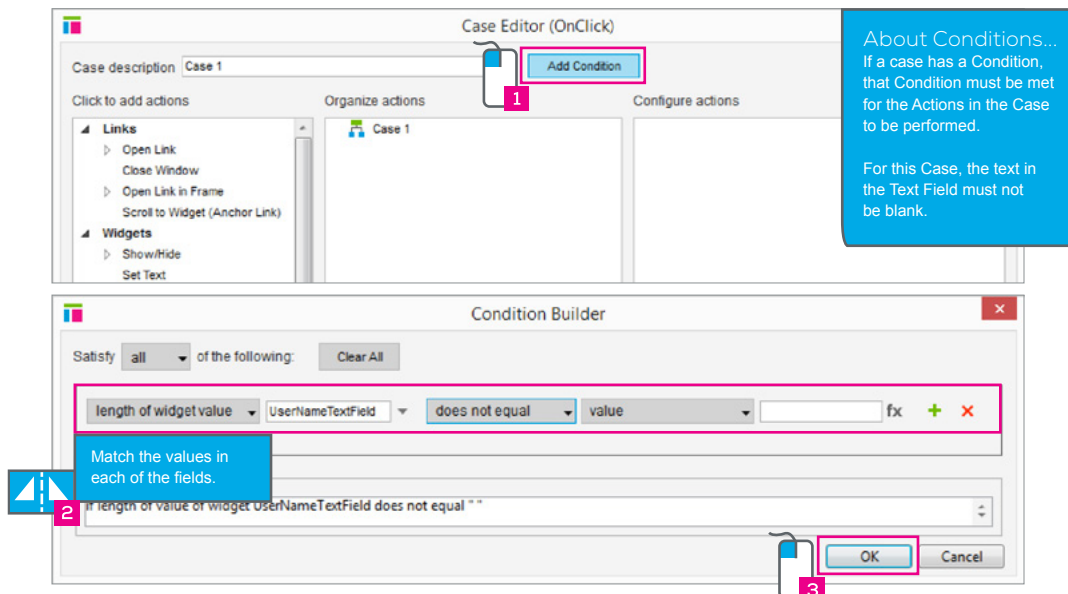 Case Editor (OnClick)
Case description Case 1 Add Condition
1
Click to add actions Organize actions Configure actions
Links
Open Link
Close Window
Open Link in Frame
Scroll to Widget (Anchor Link)
Widgets
Show/Hide
Set Text
Case 1
About Conditions...
If a case has a Condition,
that Condition must be met
for the Actions in the Case
to be performed.
For this Case, the text in
the Text Field must not
be blank.
Condition Builder
Satisfy all of the following: Clear All
length of widget value UserNameTextField does not equal value fx
Match the values in
each of the fields.
2
If length of value of widget UserNameTextField does not equal " "
OK Cancel
3